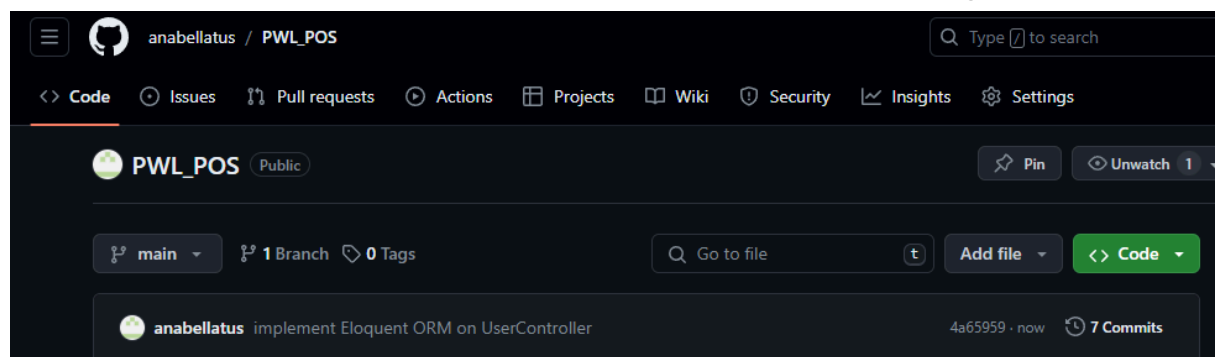 anabellatus / PWL_POS Type / to search
Code Issues Pull requests Actions Projects Wiki Security Insights Settings
PWL_POS Public Pin Unwatch 1
main 1 Branch 0 Tags Go to file t Add file Code
anabellatus implement Eloquent ORM on UserController 4a65959 · now 7 Commits